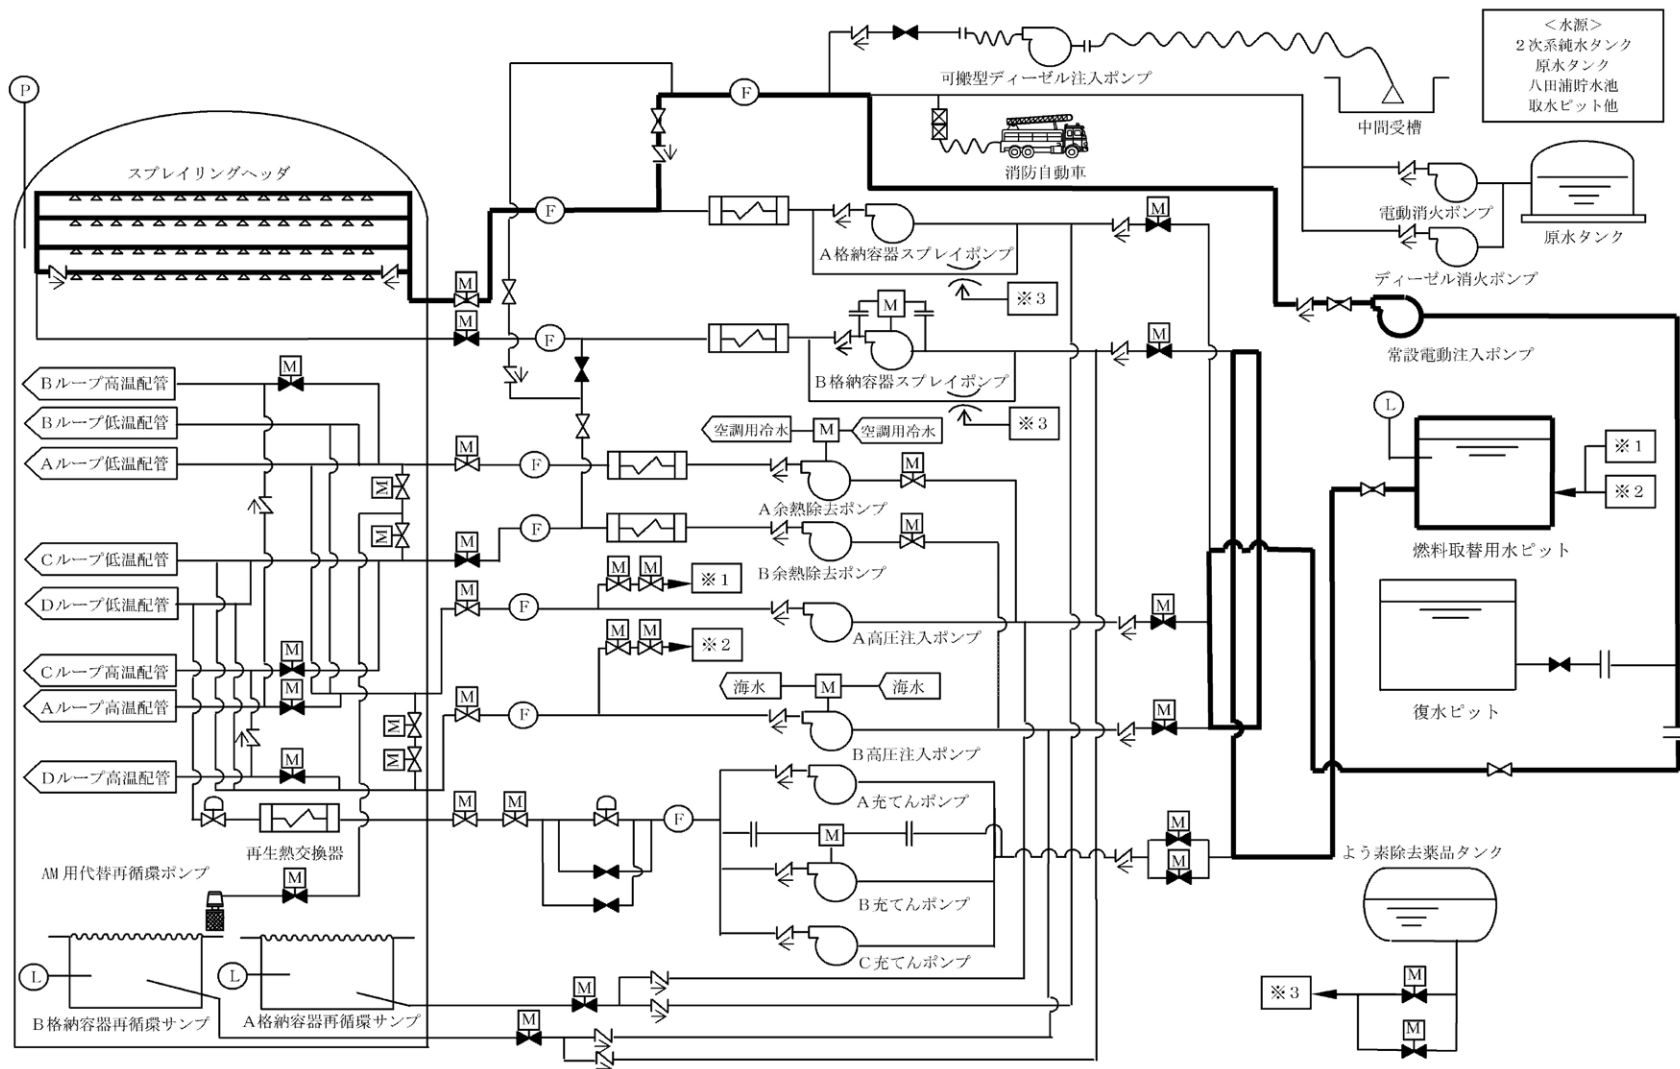 <水源>
2次系純水タンク
原水タンク
八田浦貯水池
取水ピット他
P
可搬型ディーゼル注入ポンプ
中間受槽
F
消防自動車
スプレイリングヘッダ
電動消火ポンプ
原水タンク
ディーゼル消火ポンプ
F
M
A格納容器スプレイポンプ
※3
M
M
F
M
M
B格納容器スプレイポンプ
※3
常設電動注入ポンプ
Bループ高温配管
M
Bループ低温配管
空調用冷水
M
空調用冷水
L
Aループ低温配管
M
F
M
M
A余熱除去ポンプ
※1
※2
燃料取替用水ピット
M
M
F
M
B余熱除去ポンプ
Cループ低温配管
M
M
※1
Dループ低温配管
M
F
A高圧注入ポンプ
M
M
M
※2
Cループ高温配管
M
Aループ高温配管
M
海水
M
海水
M
F
B高圧注入ポンプ
M
復水ピット
M
M
Dループ高温配管
M
A充てんポンプ
再生熱交換器
M
M
F
M
M
M
B充てんポンプ
よう素除去薬品タンク
AM用代替再循環ポンプ
M
C充てんポンプ
L
L
M
B格納容器再循環サンプ
A格納容器再循環サンプ
M
※3
M
M